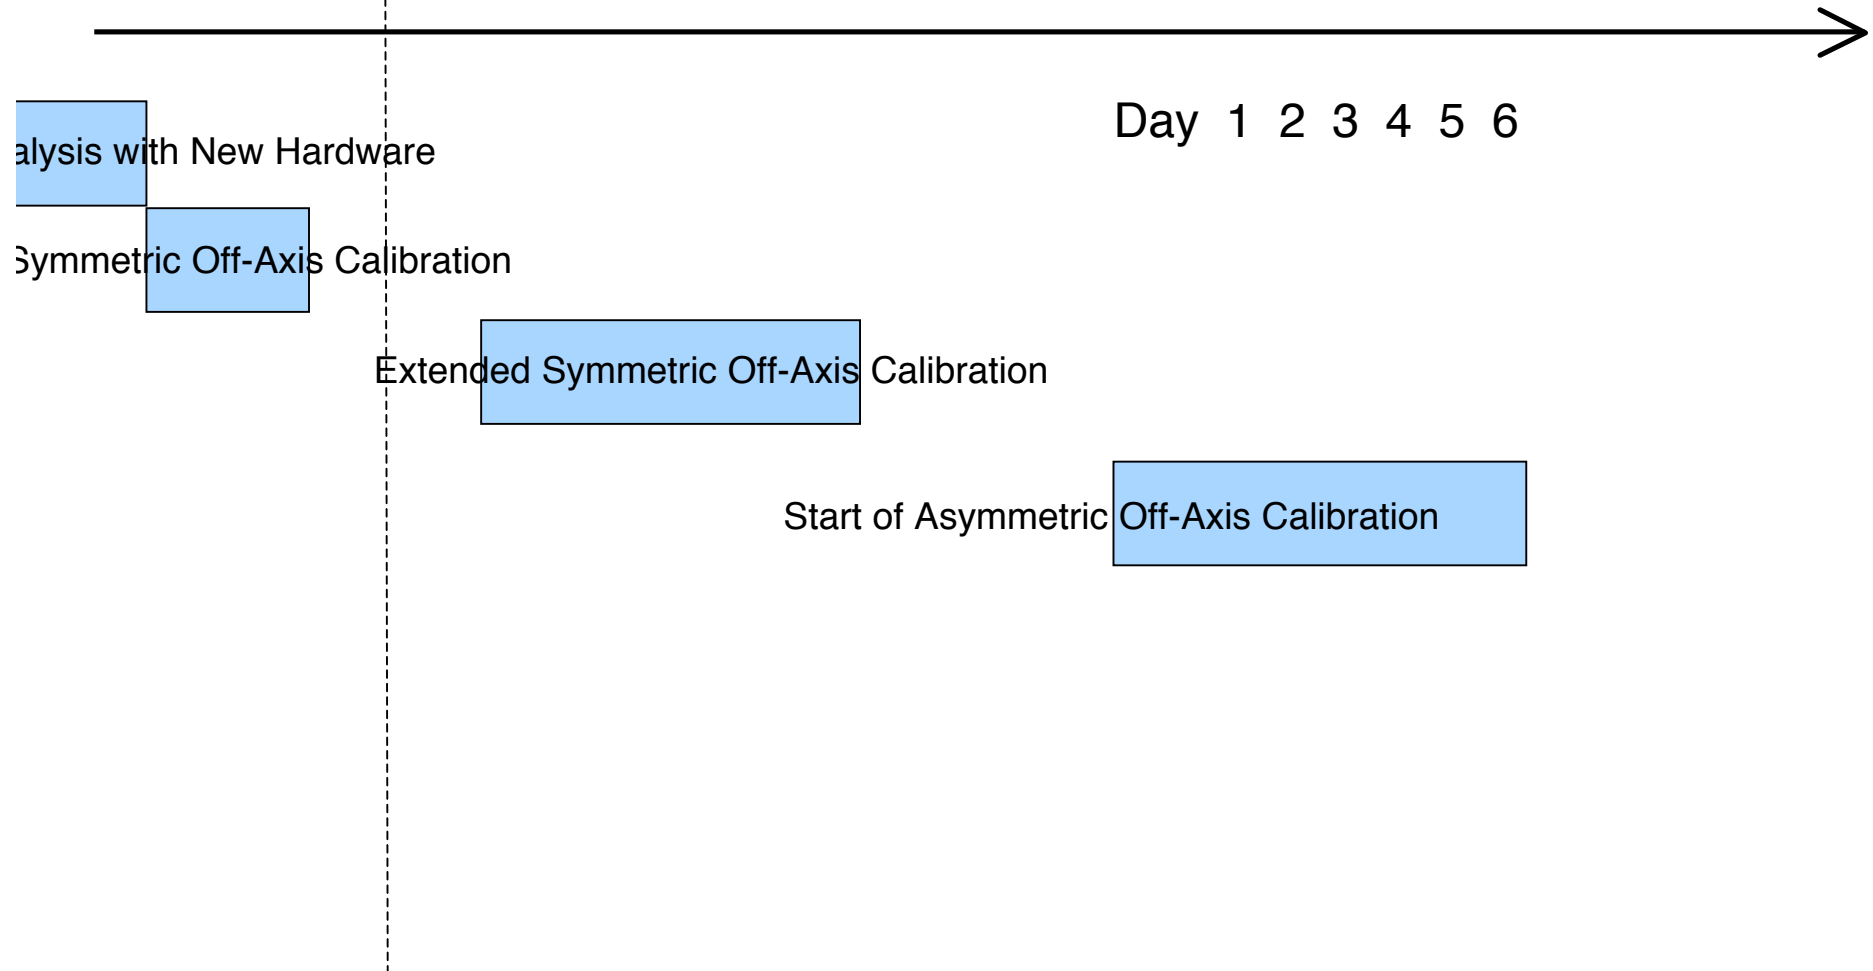 Day 1 2 3 4 5 6
with New Hardware
Symmetric Off-Axis Calibration
Extended Symmetric Off-Axis Calibration
Start of Asymmetric Off-Axis Calibration